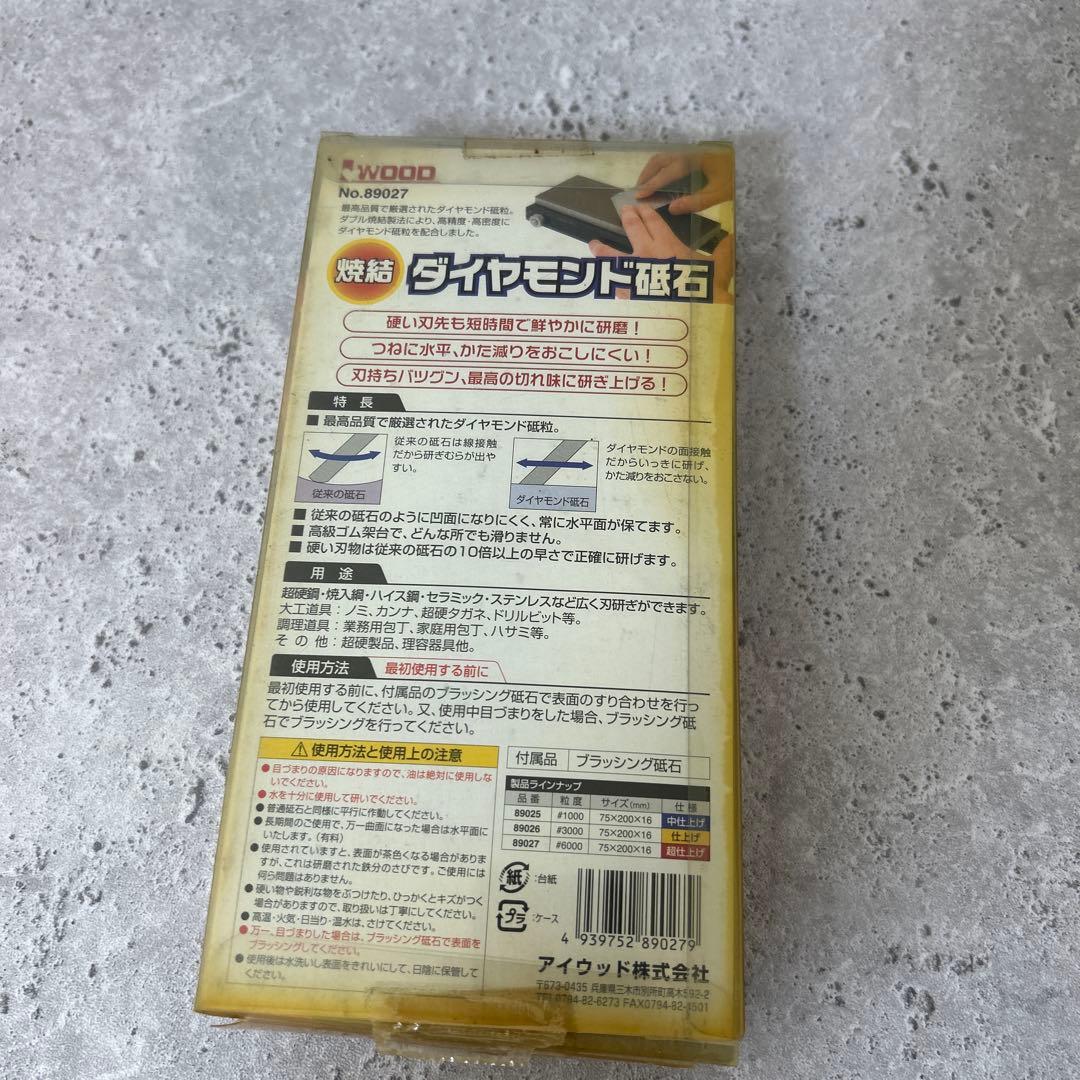 IWOOD
No.89027
最高品質で厳選されたダイヤモンド砥粒。
ダブル焼結製法により、高精度・高密度に
ダイヤモンド砥粒を配合しました。
焼結 ダイヤモンド砥石
硬い刃先も短時間で鮮やかに研磨！
つねに水平、かた減りをおこしにくい！
刃持ちバツグン、最高の切れ味に研ぎ上げる！
特長
■ 最高品質で厳選されたダイヤモンド砥粒。
従来の砥石は線接触
だから研ぎむらが出や
すい。
従来の砥石
ダイヤモンドの面接触
だからいっきに研げ、
かた減りをおこさない。
ダイヤモンド砥石
■ 従来の砥石のように凹面になりにくく、常に水平面が保てます。
■ 高級ゴム架台で、どんな所でも滑りません。
■ 硬い刃物は従来の砥石の10倍以上の早さで正確に研げます。
用途
超硬鋼・焼入鋼・ハイス鋼・セラミック・ステンレスなど広く刃研ぎができます。
大工道具：ノミ、カンナ、超硬タガネ、ドリルビット等。
調理道具：業務用包丁、家庭用包丁、ハサミ等。
その他：超硬製品、理容器具他。
使用方法 最初使用する前に
最初使用する前に、付属品のブラッシング砥石で表面のすり合わせを行っ
てから使用してください。又、使用中目づまりをした場合、ブラッシング砥
石でブラッシングを行ってください。
⚠使用方法と使用上の注意
●目づまりの原因になりますので、油は絶対に使用しな
いでください。
●水を十分に使用して研いでください。
●普通砥石と同様に平行に作動してください。
●長期間のご使用で、万一曲面になった場合は水平面に
いたします。(有料)
●使用されていますと、表面が茶色くなる場合がありま
すが、これは研磨された鉄分のさびです。ご使用には
何ら問題はありません。
●硬い物や鋭利な物をぶつけたり、ひっかくとキズがつく
場合がありますので、取り扱いは丁寧にしてください。
●高温・火気・日当り・温水は、さけてください。
●万一、目づまりした場合は、ブラッシング砥石で表面を
ブラッシングしてください。
●使用後は水洗いし表面をきれいにして、日陰に保管して
ください。
付属品 ブラッシング砥石
製品ラインナップ
品番 粒度 サイズ(mm) 仕様
89025 #1000 75×200×16 中仕上げ
89026 #3000 75×200×16 仕上げ
89027 #6000 75×200×16 超仕上げ
紙 :台紙
プラ :ケース
4 939752 890279
アイウッド株式会社
〒673-0435 兵庫県三木市別所町高木592-2
TEL0794-82-6273 FAX0794-82-4501